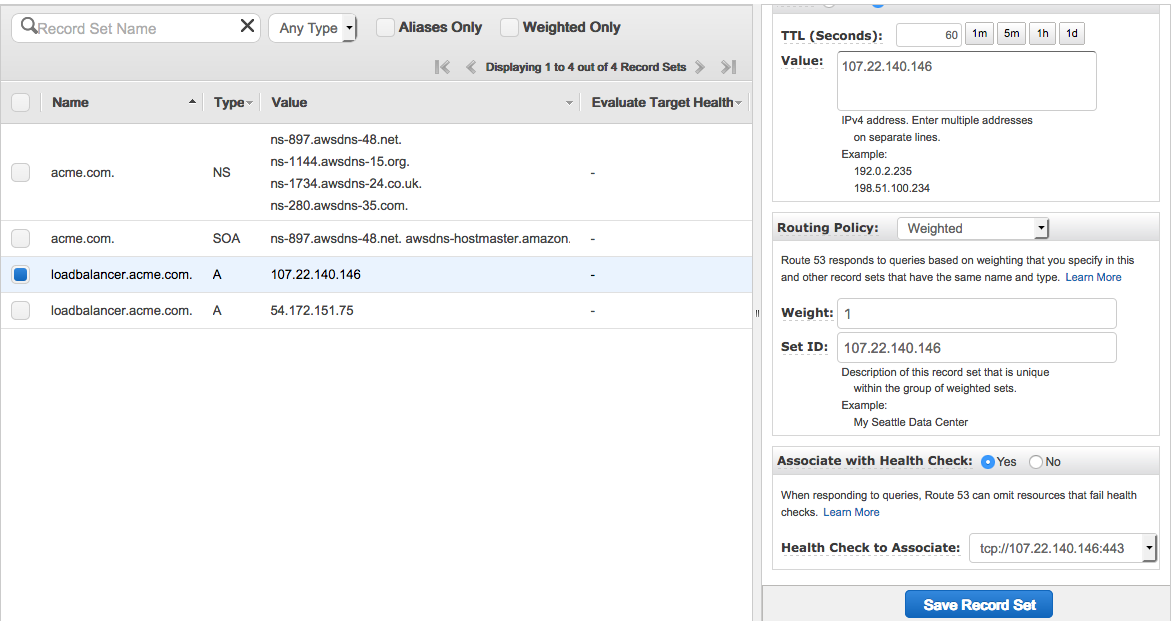 Record Set Name
Any Type
Aliases Only
Weighted Only
Displaying 1 to 4 out of 4 Record Sets
Name Type Value Evaluate Target Health
acme.com. NS
ns-897.awsdns-48.net.
ns-1144.awsdns-15.org.
ns-1734.awsdns-24.co.uk.
ns-280.awsdns-35.com.
-
acme.com. SOA ns-897.awsdns-48.net. awsdns-hostmaster.amazon. -
loadbalancer.acme.com. A 107.22.140.146 -
loadbalancer.acme.com. A 54.172.151.75 -
TTL (Seconds): 60 1m 5m 1h 1d
Value: 107.22.140.146
IPv4 address. Enter multiple addresses
on separate lines.
Example:
192.0.2.235
198.51.100.234
Routing Policy: Weighted
Route 53 responds to queries based on weighting that you specify in this
and other record sets that have the same name and type. Learn More
Weight: 1
Set ID: 107.22.140.146
Description of this record set that is unique
within the group of weighted sets.
Example:
My Seattle Data Center
Associate with Health Check: Yes No
When responding to queries, Route 53 can omit resources that fail health
checks. Learn More
Health Check to Associate: tcp://107.22.140.146:443
Save Record Set